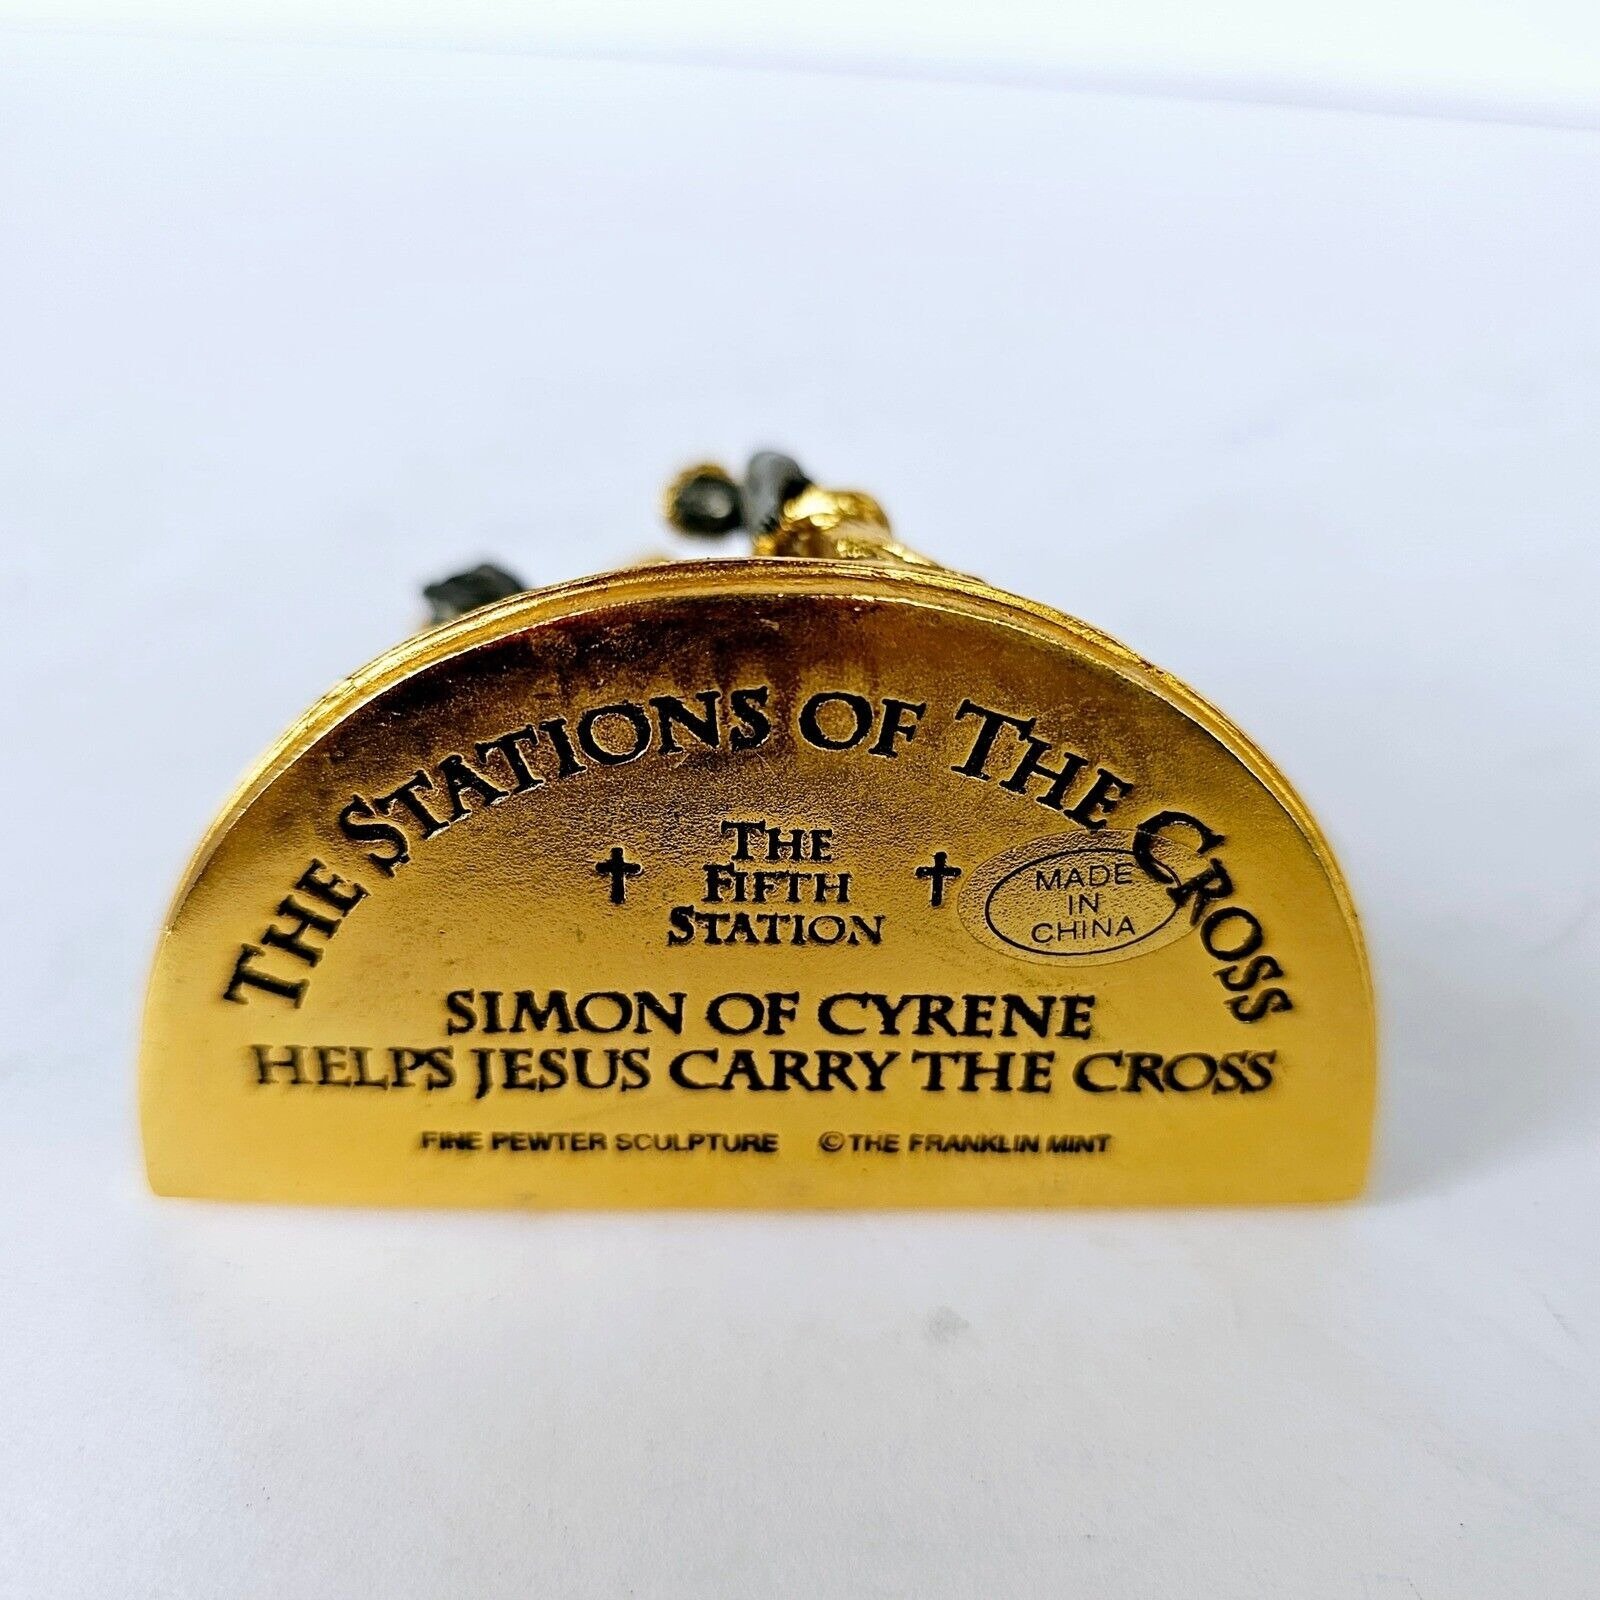 THE STATIONS OF THE CROSS
† THE †
FIFTH
STATION
MADE
IN
CHINA
SIMON OF CYRENE
HELPS JESUS CARRY THE CROSS
FINE PEWTER SCULPTURE © THE FRANKLIN MINT